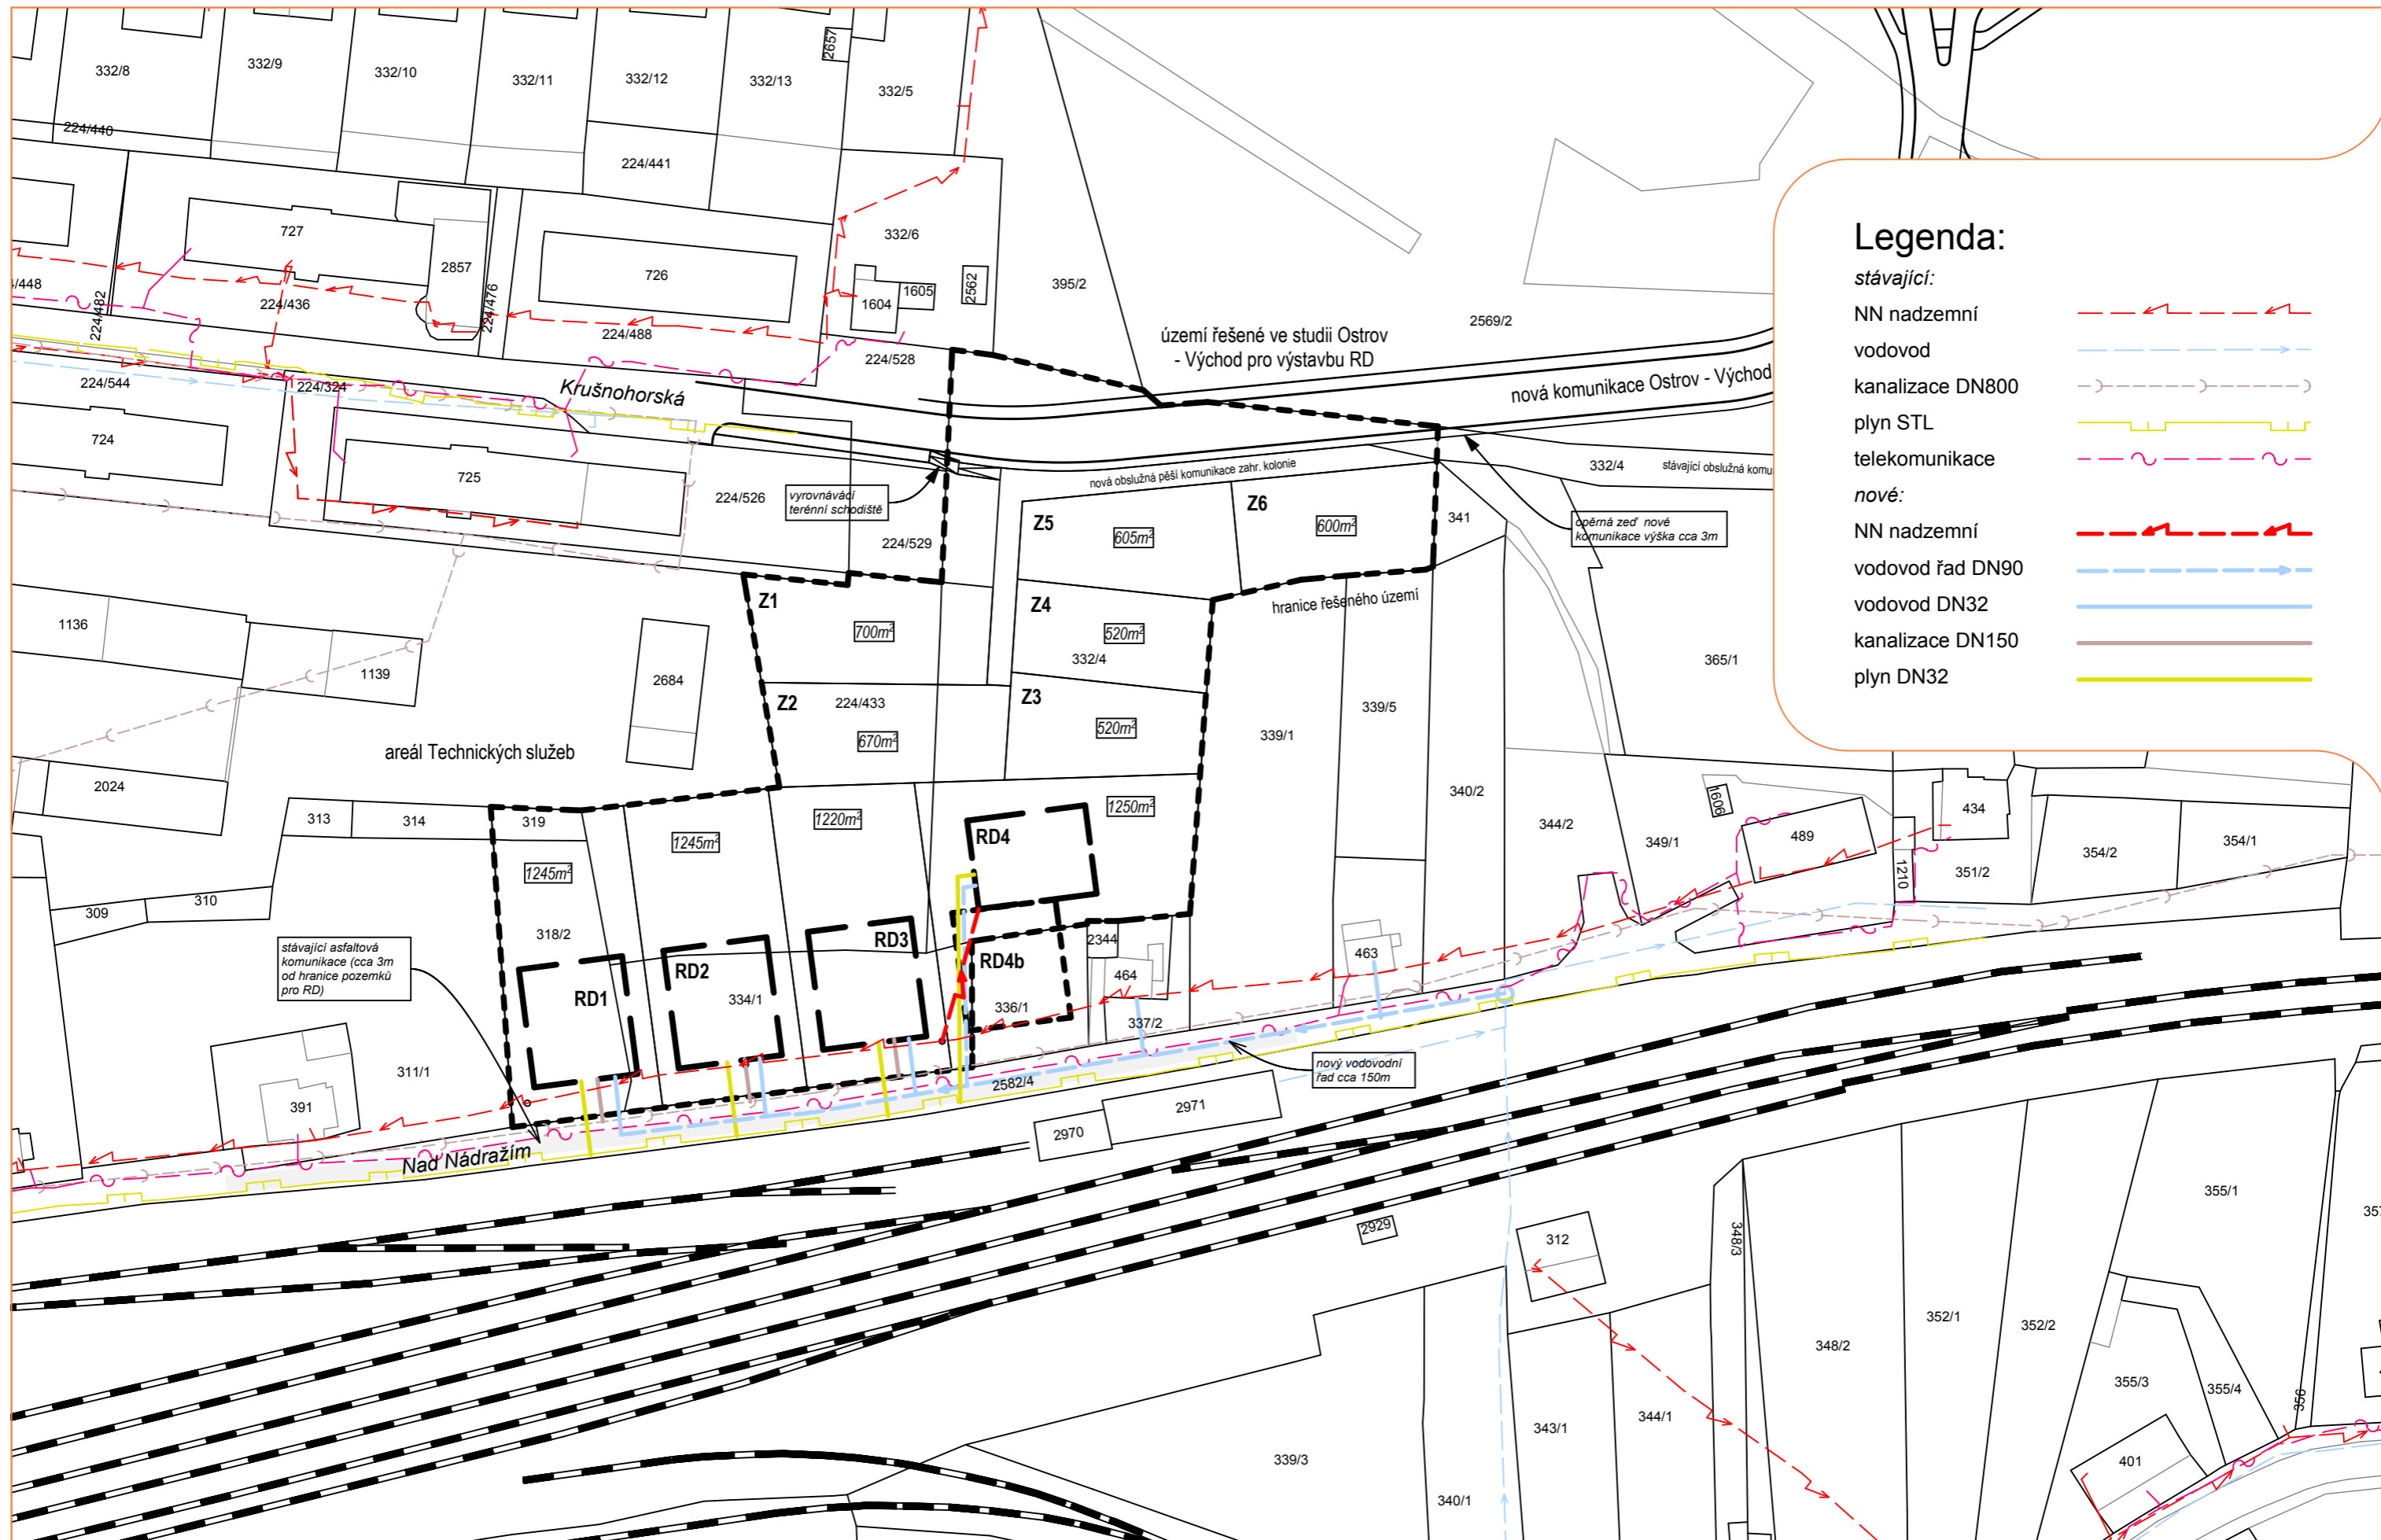 332/8
332/9
332/10
332/11
332/12
332/13
2657
332/5
224/440
224/441
727
2857
224/476
726
332/6
1604
1605
2562
395/2
224/436
224/482
224/488
224/528
2569/2
území řešené ve studii Ostrov
- Východ pro výstavbu RD
nová komunikace Ostrov - Východ
224/544
224/324
Krušnohorská
724
725
224/526
vyrovnávácí
terénní schodiště
224/529
nová obslužná pěší komunikace zahr. kolonie
332/4
Z5
605m²
Z6
600m²
341
opěrná zeď nové
komunikace výška cca 3m
hranice řešeného území
Z1
700m²
Z4
520m²
332/4
1136
1139
2684
Z2
224/433
670m²
Z3
520m²
339/1
339/5
365/1
areál Technických služeb
2024
340/2
344/2
313
314
319
1245m²
1245m²
1220m²
1250m²
RD4
349/1
1606
489
434
1210
351/2
354/2
354/1
309
310
318/2
RD1
RD2
334/1
RD3
RD4b
336/1
2344
464
337/2
463
stávající asfaltová
komunikace (cca 3m
od hranice pozemků
pro RD)
391
311/1
2582/4
nový vodovodní
řad cca 150m
Nad Nádražím
2970
2971
2929
312
348/3
355/1
352/1
352/2
348/2
355/3
355/4
356
343/1
344/1
339/3
340/1
401
Legenda:
stávající:
NN nadzemní
vodovod
kanalizace DN800
plyn STL
telekomunikace
nové:
NN nadzemní
vodovod řad DN90
vodovod DN32
kanalizace DN150
plyn DN32